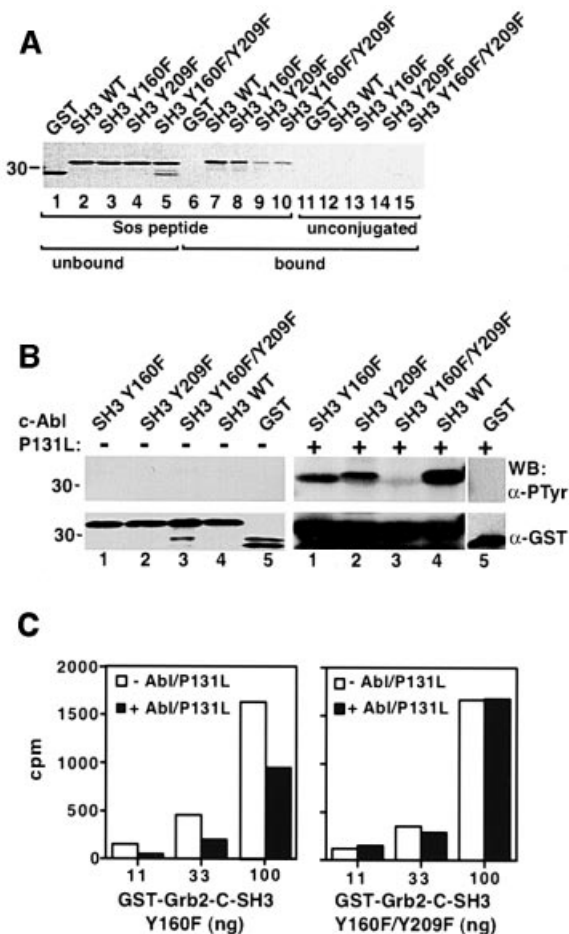 A
GST
SH3 WT
SH3 Y160F
SH3 Y209F
SH3 Y160F/Y209F
GST
SH3 WT
SH3 Y160F
SH3 Y209F
SH3 Y160F/Y209F
GST
SH3 WT
SH3 Y160F
SH3 Y209F
SH3 Y160F/Y209F
30
1 2 3 4 5 6 7 8 9 10 11 12 13 14 15
Sos peptide unconjugated
unbound bound
B
SH3 Y160F
SH3 Y209F
SH3 Y160F/Y209F
SH3 WT
GST
SH3 Y160F
SH3 Y209F
SH3 Y160F/Y209F
SH3 WT
GST
c-Abl
P131L: - - - - - + + + + +
30- WB:
α-PTyr
30- α-GST
1 2 3 4 5 1 2 3 4 5
C
cpm
2000
1500
1000
500
0
- Abl/P131L
+ Abl/P131L
11 33 100
GST-Grb2-C-SH3
Y160F (ng)
- Abl/P131L
+ Abl/P131L
11 33 100
GST-Grb2-C-SH3
Y160F/Y209F (ng)